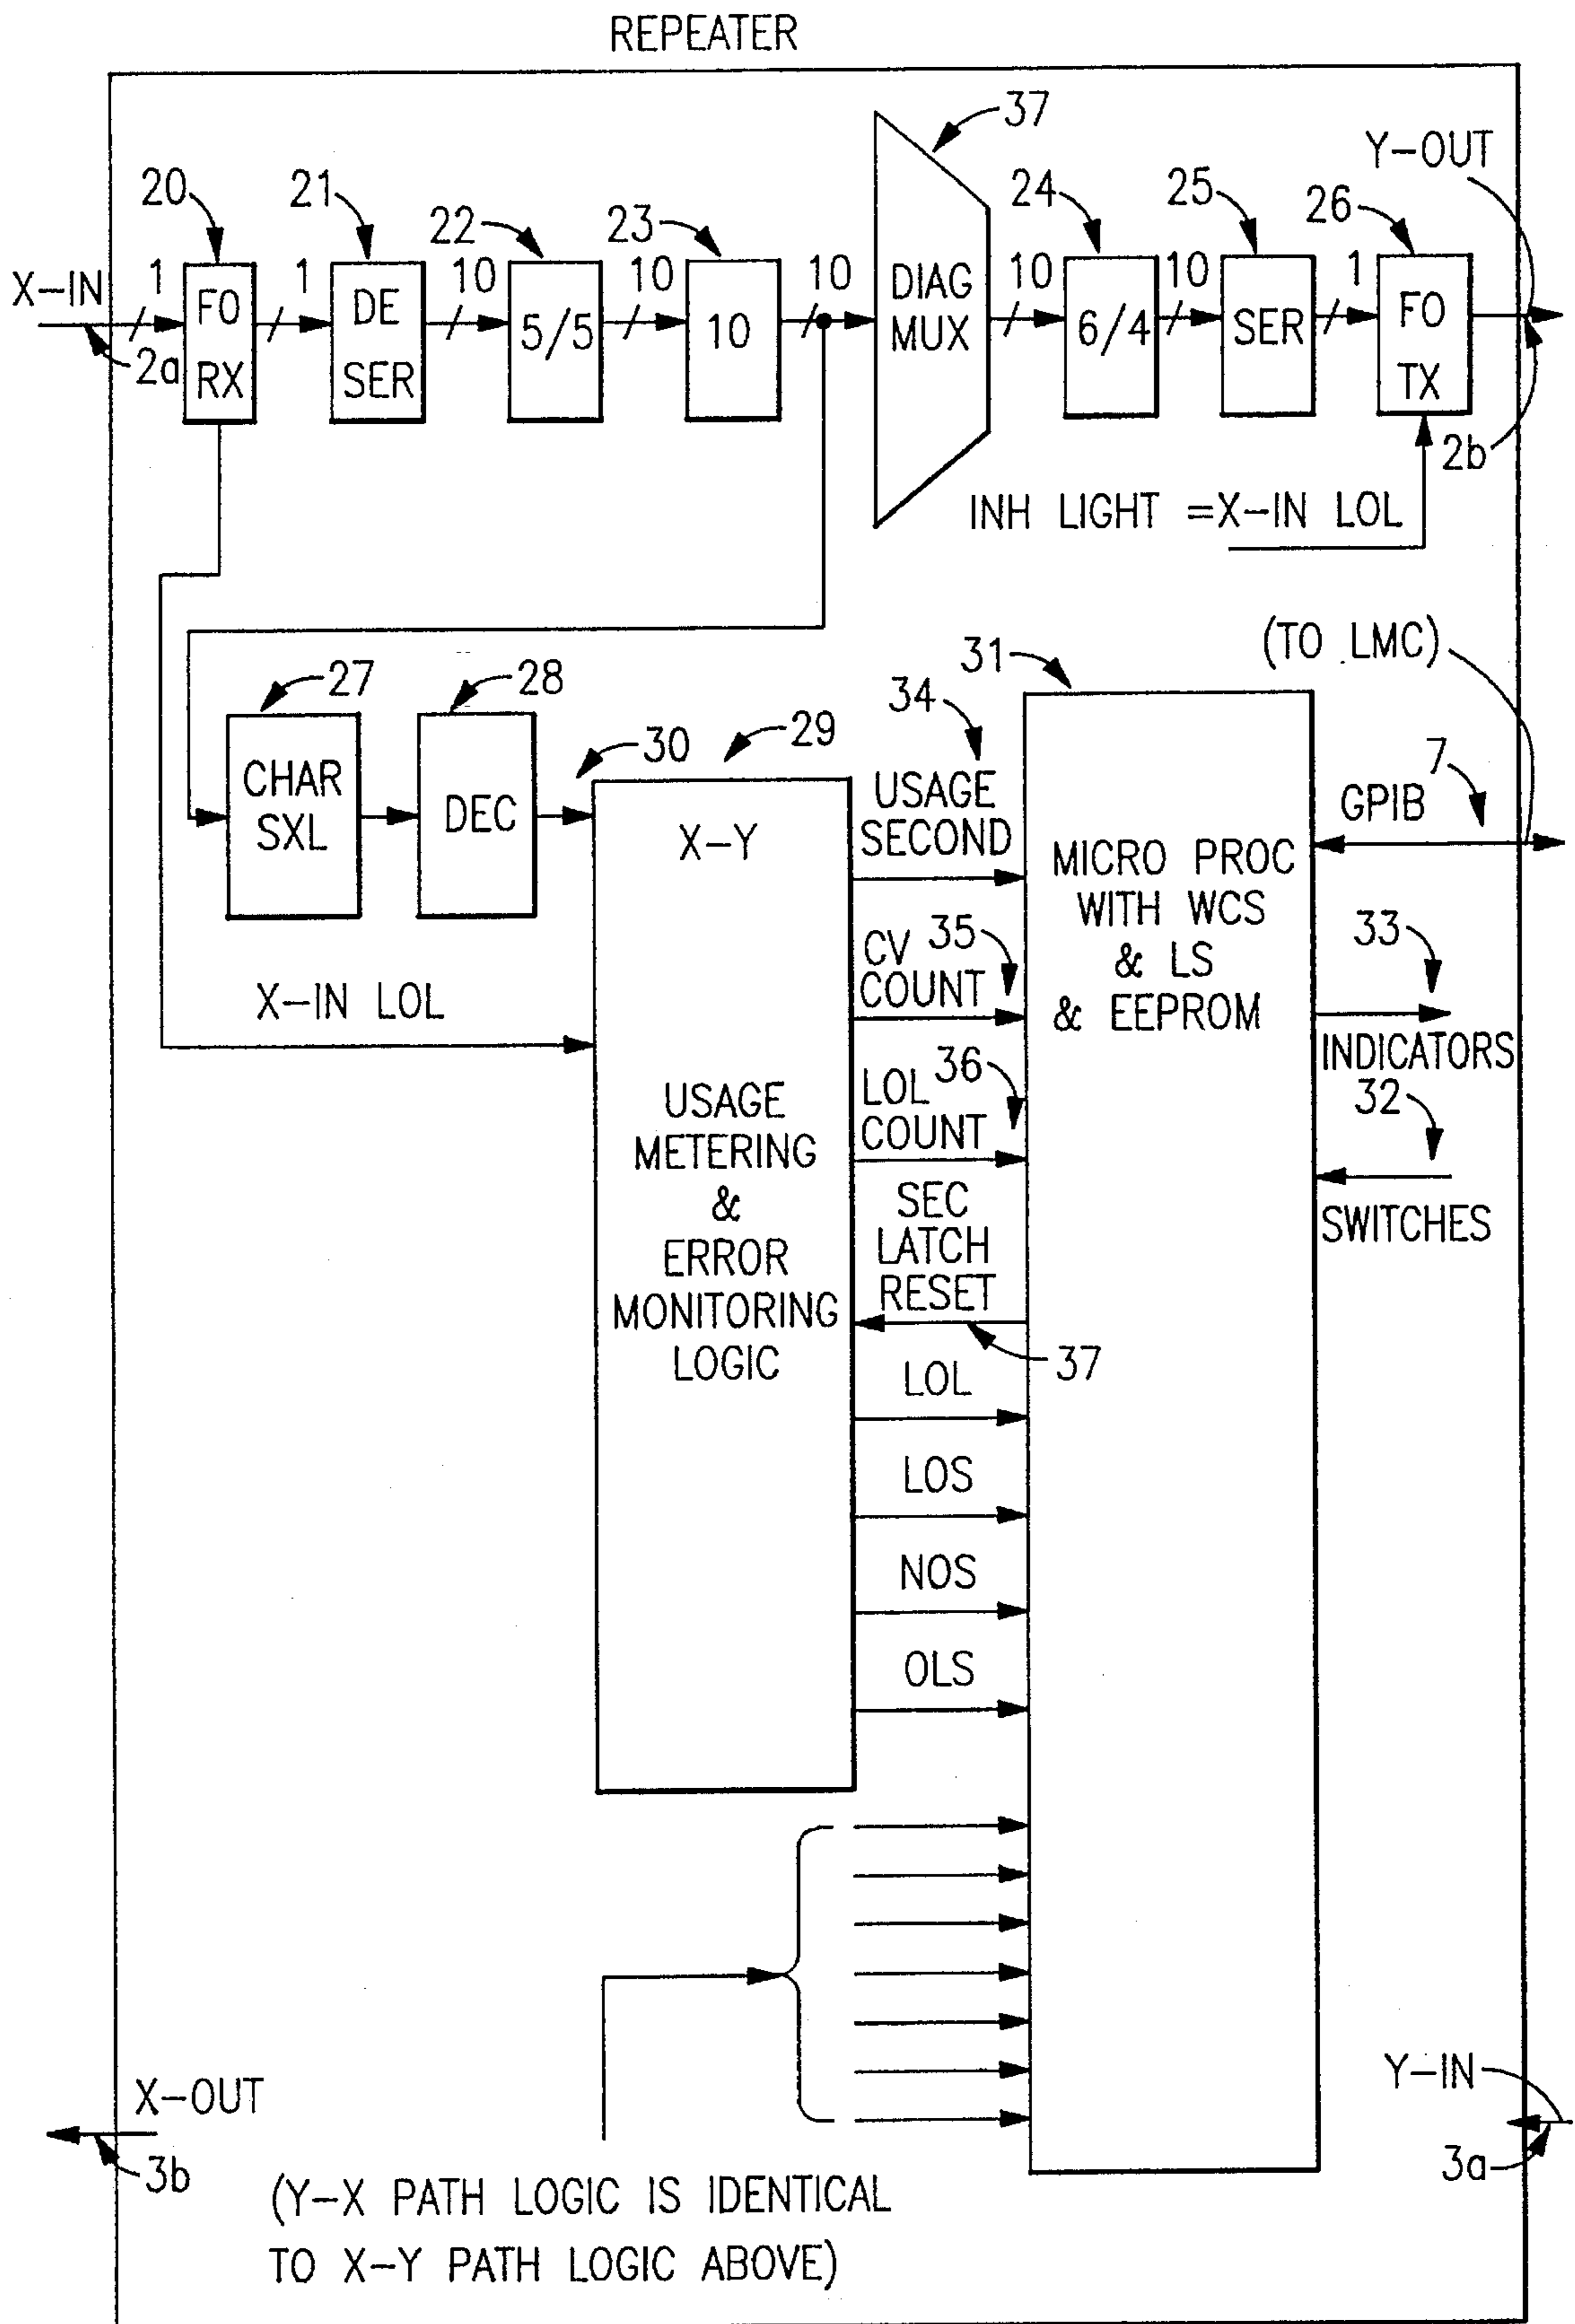 REPEATER
37
Y-OUT
20
21
22
23
24
25
26
X-IN
1
1
10
10
10
10
10
1
2a
FO
RX
DE
SER
5/5
10
DIAG
MUX
6/4
SER
FO
TX
2b
INH LIGHT =X-IN LOL
(TO LMC)
27
28
30
29
34
31
CHAR
SXL
DEC
X-Y
USAGE
SECOND
MICRO PROC
WITH WCS
& LS
& EEPROM
7
GPIB
CV
COUNT
35
33
INDICATORS
X-IN LOL
LOL
COUNT
36
32
SWITCHES
USAGE
METERING
&
ERROR
MONITORING
LOGIC
SEC
LATCH
RESET
37
LOL
LOS
NOS
OLS
X-OUT
3b
Y-IN
3a
(Y-X PATH LOGIC IS IDENTICAL
TO X-Y PATH LOGIC ABOVE)